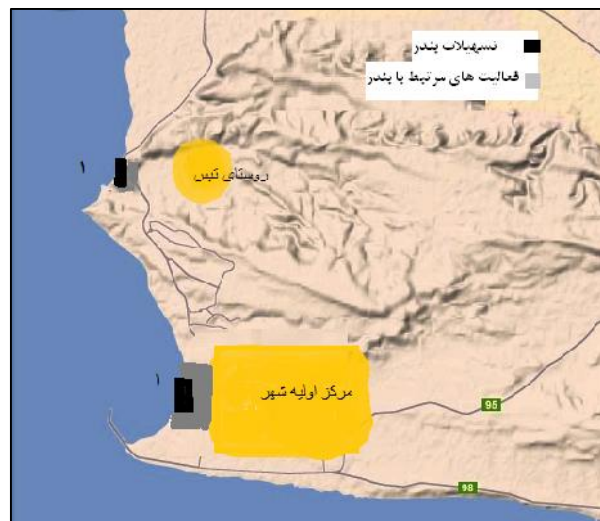 تسهیلات بندر
فعالیت های مرتبط با بندر
۱
روستای تیس
۱
مرکز اولیه شهر
95
98